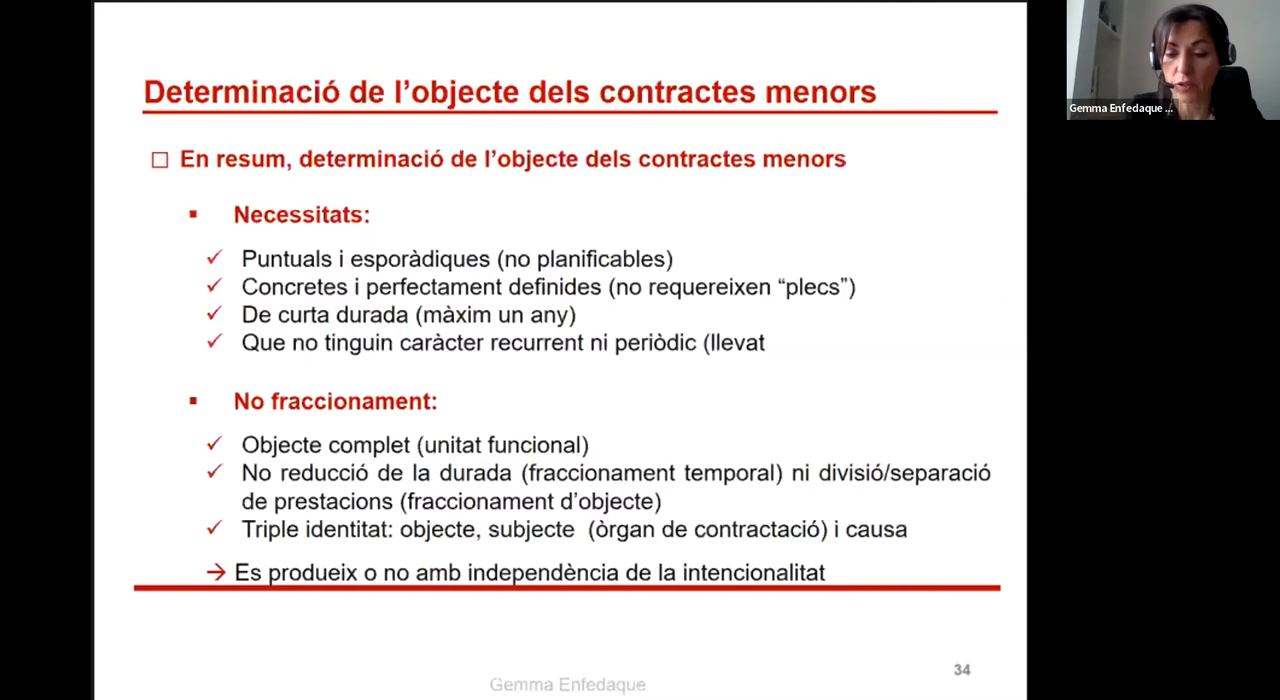 Determinació de l’objecte dels contractes menors
En resum, determinació de l’objecte dels contractes menors
Necessitats:
Puntuals i esporàdiques (no planificables)
Concretes i perfectament definides (no requereixen “plecs”)
De curta durada (màxim un any)
Que no tinguin caràcter recurrent ni periòdic (llevat
No fraccionament:
Objecte complet (unitat funcional)
No reducció de la durada (fraccionament temporal) ni divisió/separació
de prestacions (fraccionament d’objecte)
Triple identitat: objecte, subjecte (òrgan de contractació) i causa
→ Es produeix o no amb independència de la intencionalitat
34
Gemma Enfedaque
Gemma Enfedaque ...